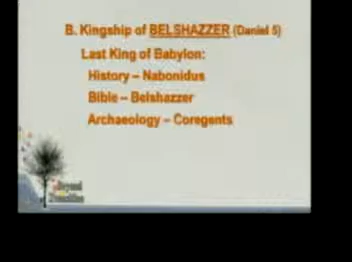 B. Kingship of BELSHAZZER (Daniel 5)
Last King of Babylon:
History – Nabonidus
Bible – Belshazzer
Archaeology – Coregents